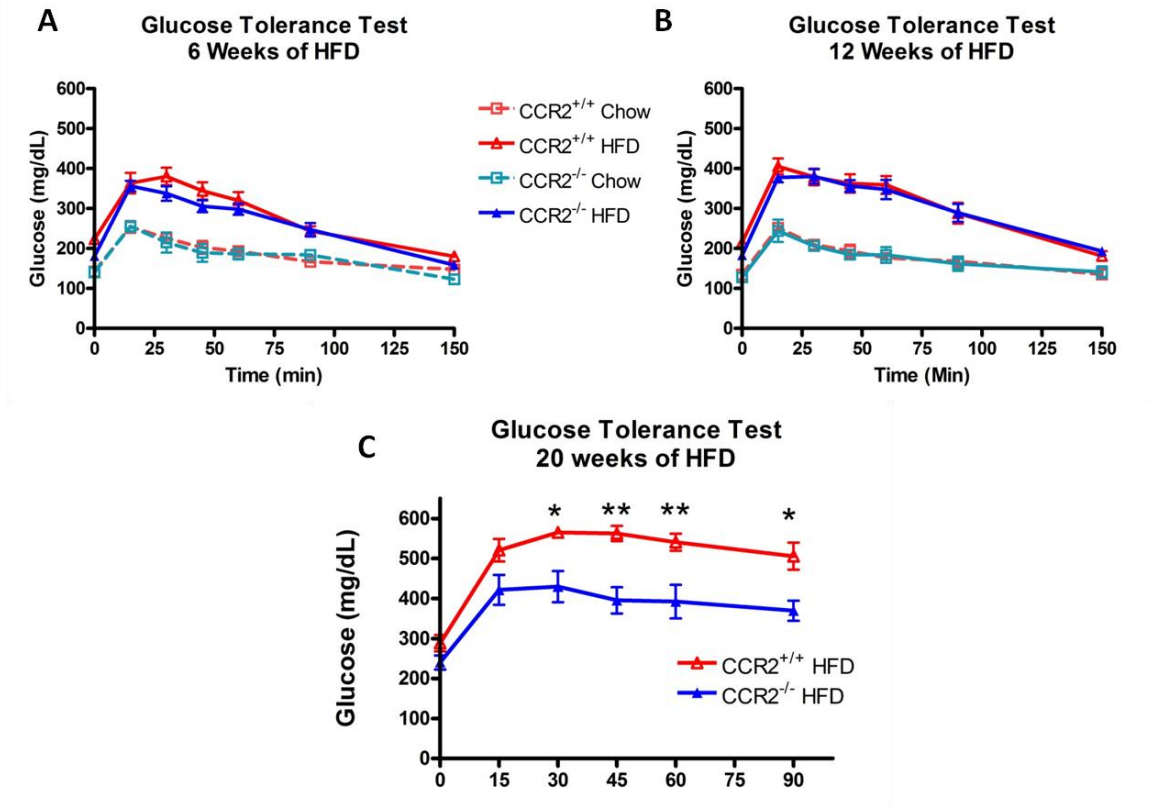 A
Glucose Tolerance Test
6 Weeks of HFD
600
500
400
300
200
100
0
Glucose (mg/dL)
0 25 50 75 100 125 150
Time (min)
CCR2+/+ Chow
CCR2+/+ HFD
CCR2-/- Chow
CCR2-/- HFD
B
Glucose Tolerance Test
12 Weeks of HFD
600
500
400
300
200
100
0
Glucose (mg/dL)
0 25 50 75 100 125 150
Time (Min)
C
Glucose Tolerance Test
20 weeks of HFD
600
500
400
300
200
100
0
Glucose (mg/dL)
* ** ** *
CCR2+/+ HFD
CCR2-/- HFD
0 15 30 45 60 75 90